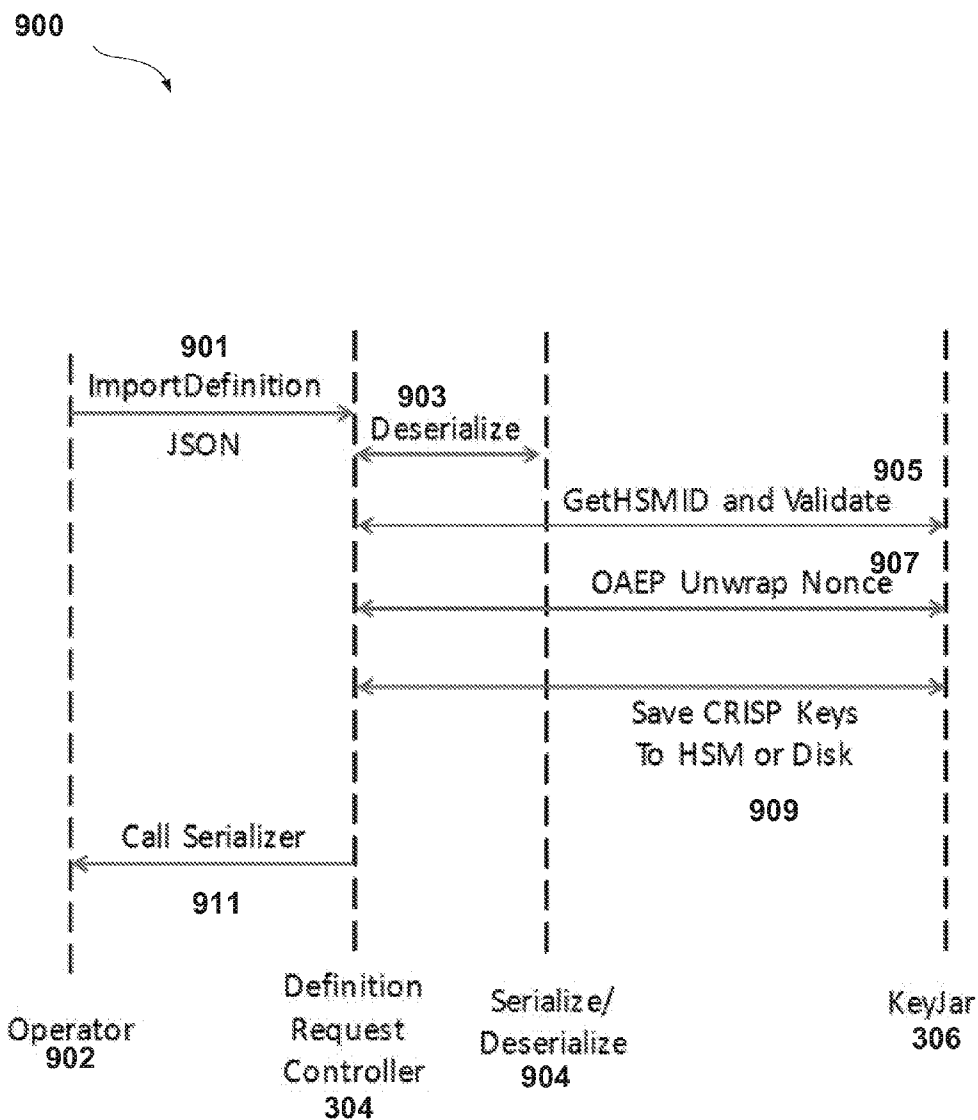 900
901
ImportDefinition
JSON
903
Deserialize
905
GetHSMID and Validate
907
OAEP Unwrap Nonce
Save CRISP Keys
To HSM or Disk
909
Call Serializer
911
Operator
902
Definition
Request
Controller
304
Serialize/
Deserialize
904
KeyJar
306